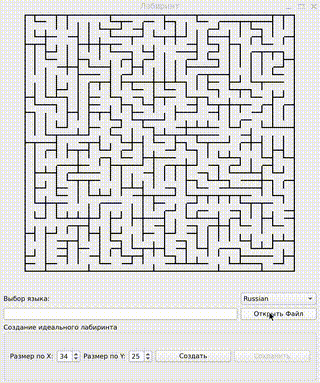 Лабиринт
Выбор языка:
Russian
Открыть Файл
Создание идеального лабиринта
Размер по X: 34 Размер по Y: 25 Создать Сохранить